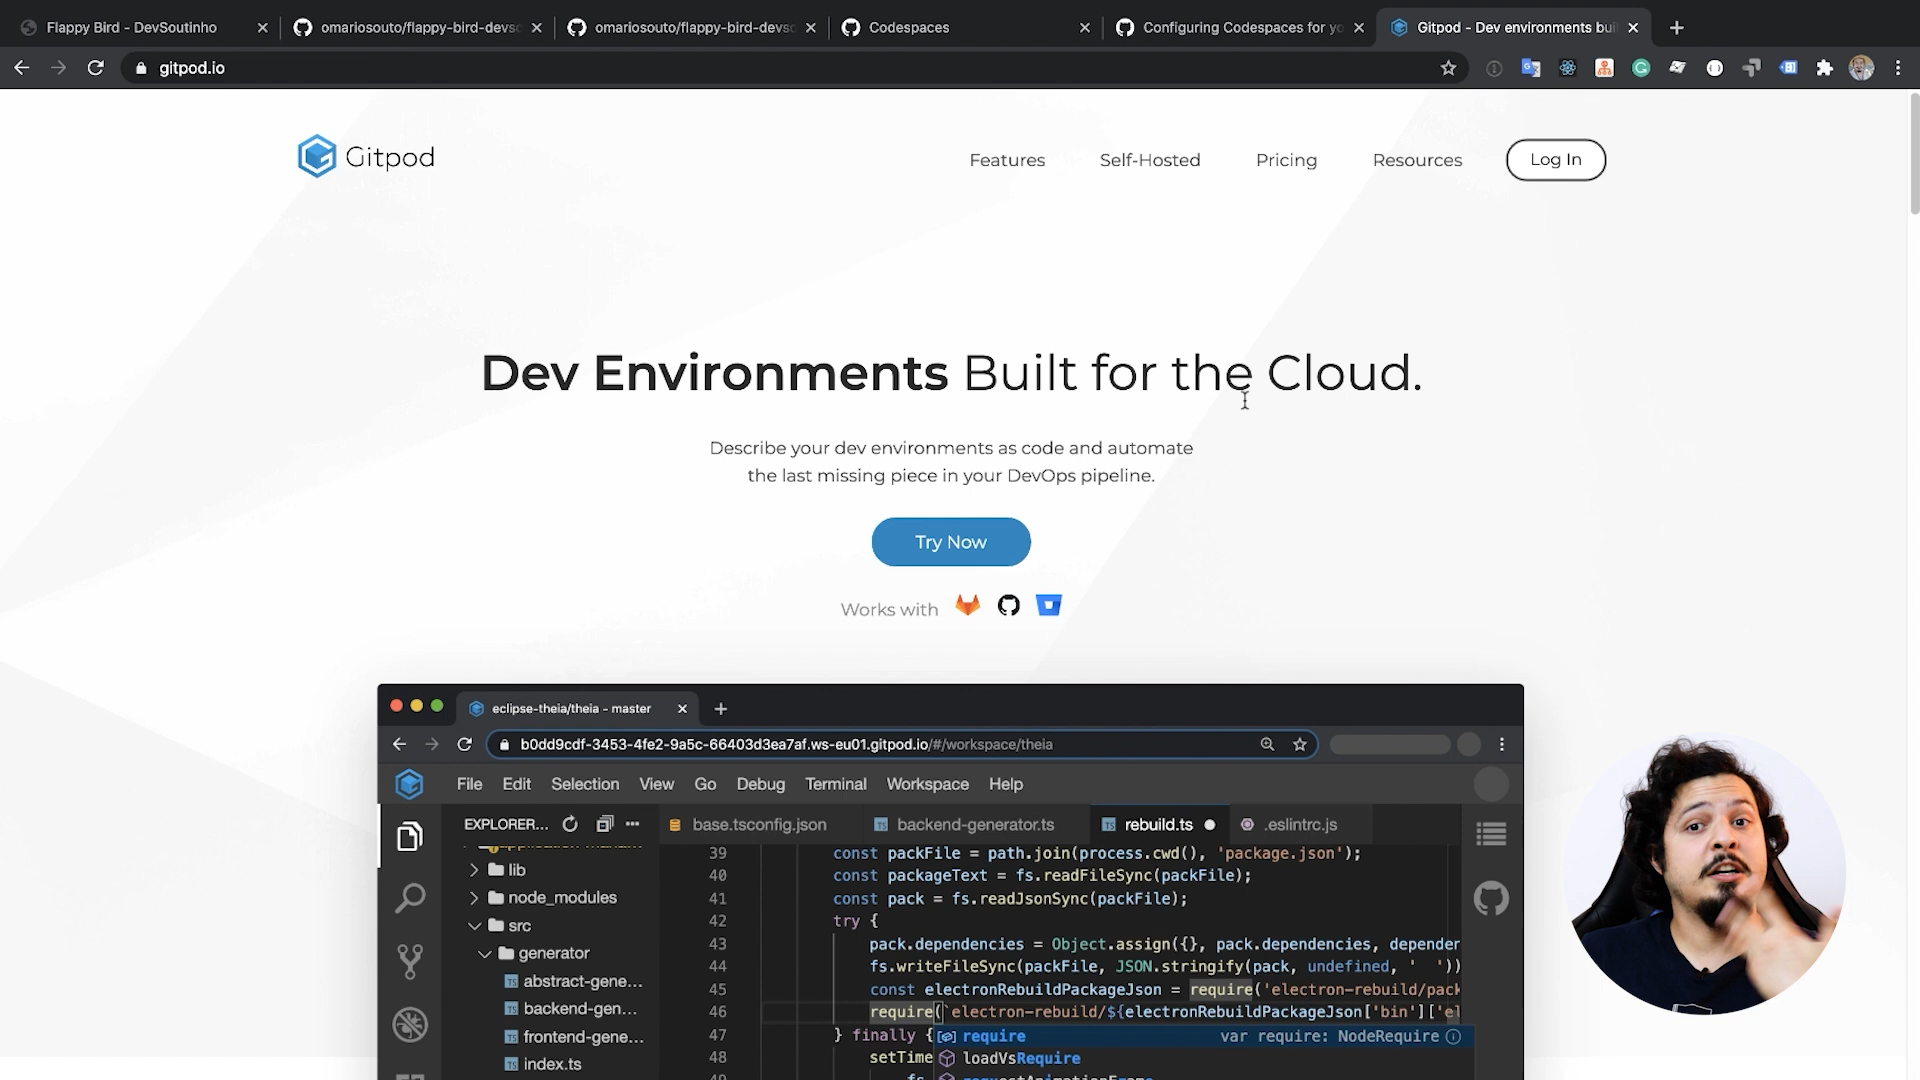 Flappy Bird - DevSoutinho
omariosouto/flappy-bird-devs
omariosouto/flappy-bird-devs
Codespaces
Configuring Codespaces for yo
Gitpod - Dev environments bui
gitpod.io
Gitpod
Features
Self-Hosted
Pricing
Resources
Log In
Dev Environments Built for the Cloud.
Describe your dev environments as code and automate
the last missing piece in your DevOps pipeline.
Try Now
Works with
eclipse-theia/theia - master
b0dd9cdf-3453-4fe2-9a5c-66403d3ea7af.ws-eu01.gitpod.io/#/workspace/theia
File Edit Selection View Go Debug Terminal Workspace Help
EXPLORER...
base.tsconfig.json
backend-generator.ts
rebuild.ts
.eslintrc.js
lib
node_modules
src
generator
abstract-gene...
backend-gen...
frontend-gene...
index.ts
39 const packFile = path.join(process.cwd(), 'package.json');
40 const packageText = fs.readFileSync(packFile);
41 const pack = fs.readJsonSync(packFile);
42 try {
43 pack.dependencies = Object.assign({}, pack.dependencies, depender
44 fs.writeFileSync(packFile, JSON.stringify(pack, undefined, ' '))
45 const electronRebuildPackageJson = require('electron-rebuild/pack
46 require(`electron-rebuild/${electronRebuildPackageJson['bin']['el
47 } finally {
require var require: NodeRequire
48 setTime
loadVsRequire